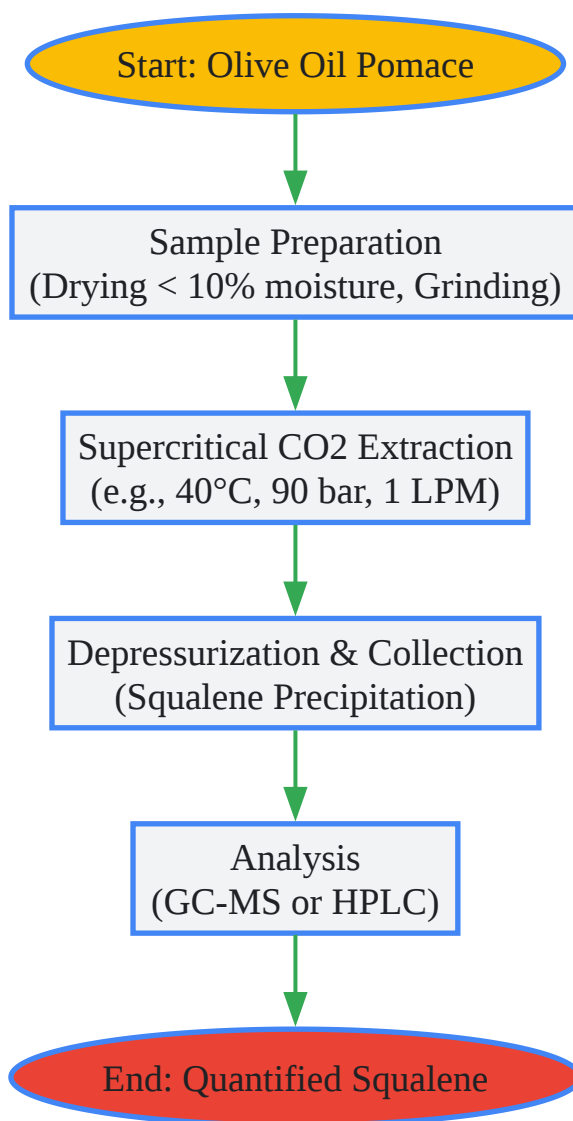 Start: Olive Oil Pomace
Sample Preparation
(Drying < 10% moisture, Grinding)
Supercritical CO2 Extraction
(e.g., 40°C, 90 bar, 1 LPM)
Depressurization & Collection
(Squalene Precipitation)
Analysis
(GC-MS or HPLC)
End: Quantified Squalene